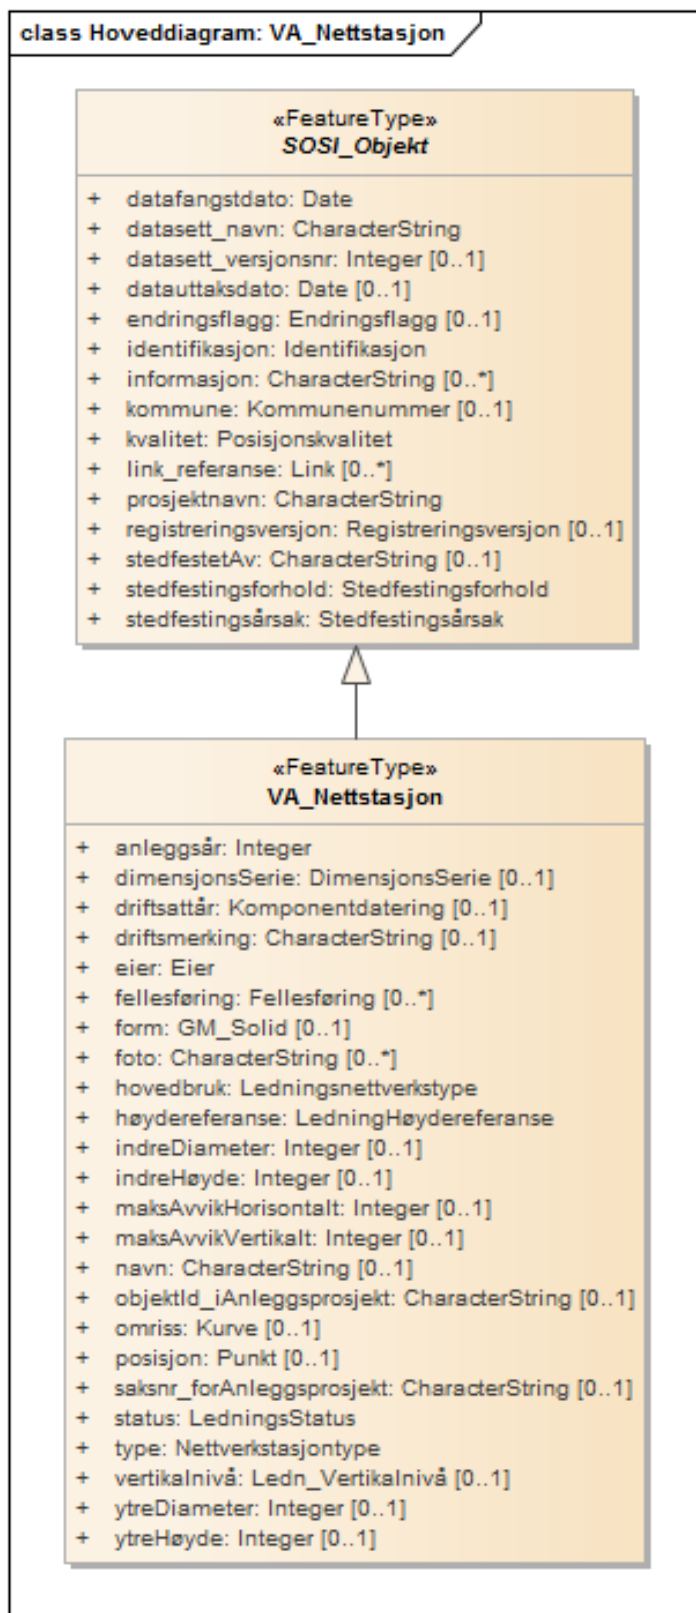 class Hoveddiagram: VA_Nettstasjon
«FeatureType»
SOSI_Objekt
+ datafangstdato: Date
+ datasett_navn: CharacterString
+ datasett_versjonsnr: Integer [0..1]
+ datauttaksdato: Date [0..1]
+ endringsflagg: Endringsflagg [0..1]
+ identifikasjon: Identifikasjon
+ informasjon: CharacterString [0..*]
+ kommune: Kommunenummer [0..1]
+ kvalitet: Posisjonskvalitet
+ link_referanse: Link [0..*]
+ prosjektnavn: CharacterString
+ registreringsversjon: Registreringsversjon [0..1]
+ stedfestetAv: CharacterString [0..1]
+ stedfestingsforhold: Stedfestingsforhold
+ stedfestingsårsak: Stedfestingsårsak
«FeatureType»
VA_Nettstasjon
+ anleggsår: Integer
+ dimensjonsSerie: DimensjonsSerie [0..1]
+ driftsattår: Komponentdatering [0..1]
+ driftsmerking: CharacterString [0..1]
+ eier: Eier
+ fellesføring: Fellesføring [0..*]
+ form: GM_Solid [0..1]
+ foto: CharacterString [0..*]
+ hovedbruk: Ledningsnettverkstype
+ høydereferanse: LedningHøydereferanse
+ indreDiameter: Integer [0..1]
+ indreHøyde: Integer [0..1]
+ maksAvvikHorisontalt: Integer [0..1]
+ maksAvvikVertikalt: Integer [0..1]
+ navn: CharacterString [0..1]
+ objektId_iAnleggsprosjekt: CharacterString [0..1]
+ omriss: Kurve [0..1]
+ posisjon: Punkt [0..1]
+ saksnr_forAnleggsprosjekt: CharacterString [0..1]
+ status: LedningsStatus
+ type: Nettverkstasjontype
+ vertikalnivå: Ledn_Vertikalnivå [0..1]
+ ytreDiameter: Integer [0..1]
+ ytreHøyde: Integer [0..1]